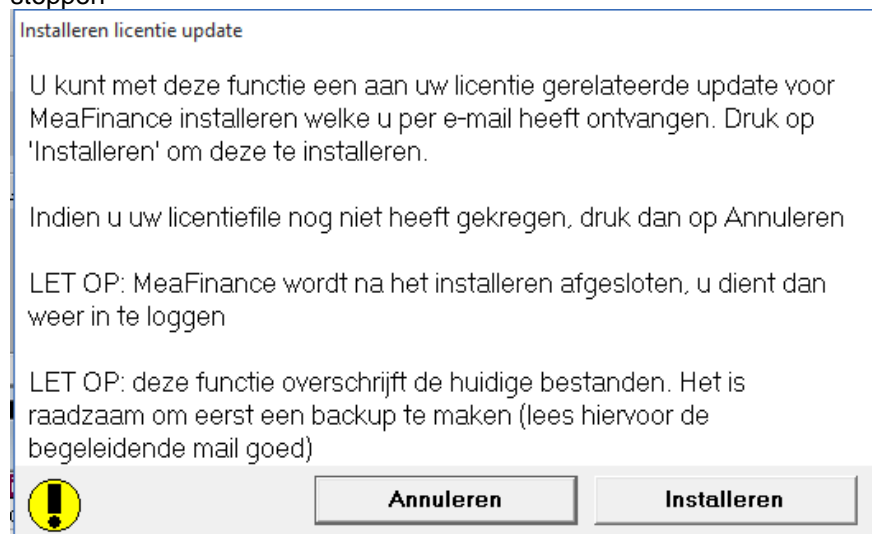 stoppen
Installeren licentie update
U kunt met deze functie een aan uw licentie gerelateerde update voor
MeaFinance installeren welke u per e-mail heeft ontvangen. Druk op
'Installeren' om deze te installeren.
Indien u uw licentiefile nog niet heeft gekregen, druk dan op Annuleren
LET OP: MeaFinance wordt na het installeren afgesloten, u dient dan
weer in te loggen
LET OP: deze functie overschrijft de huidige bestanden. Het is
raadzaam om eerst een backup te maken (lees hiervoor de
begeleidende mail goed)
Annuleren Installeren